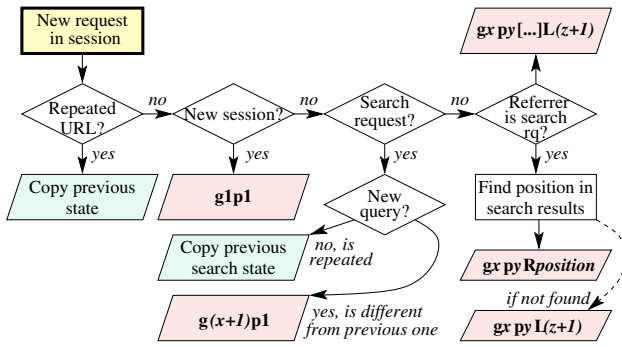 New request
in session
gx py[...]L(z+1)
Repeated
URL?
no
New session?
no
Search
request?
no
Referrer
is search
rq?
yes
yes
yes
yes
Copy previous
state
g1p1
New
query?
Find position in
search results
Copy previous
search state
no, is
repeated
gx py Rposition
if not found
g(x+1)p1
yes, is different
from previous one
gx py L(z+1)